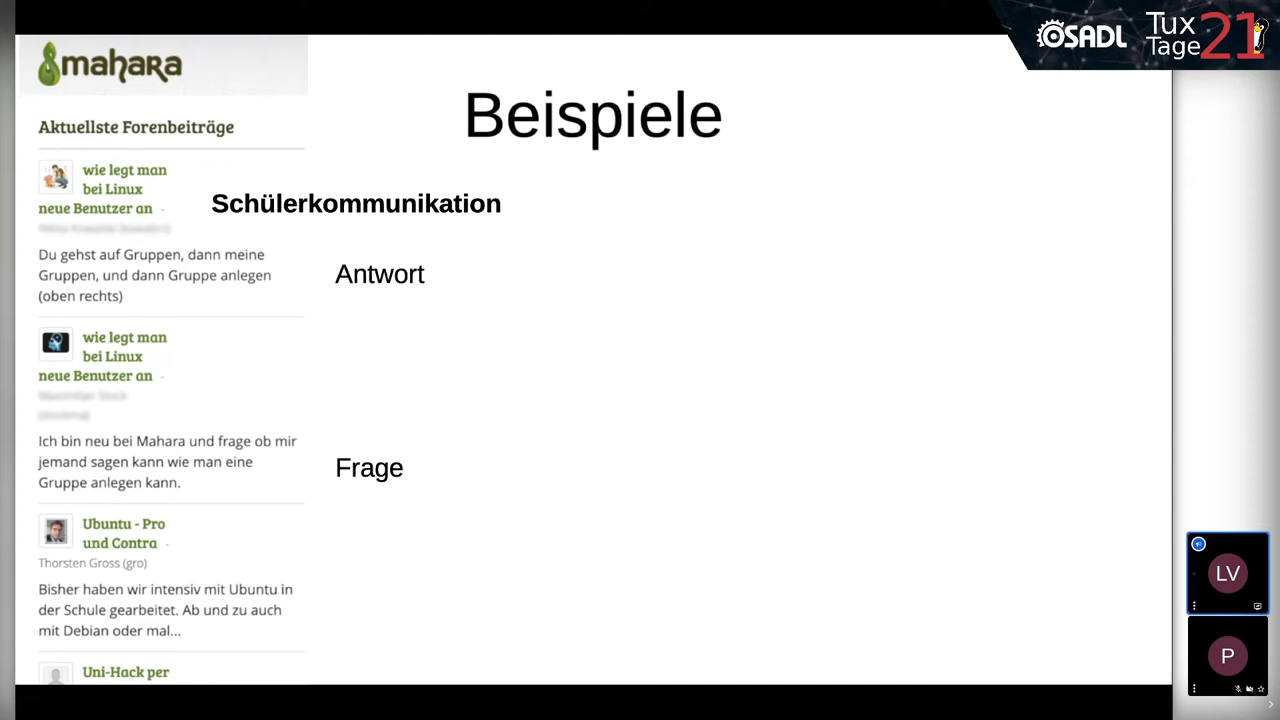 OSADL
Tux
Tage
21
mahara
Beispiele
Aktuellste Forenbeiträge
wie legt man
bei Linux
neue Benutzer an -
Schülerkommunikation
Du gehst auf Gruppen, dann meine
Gruppen, und dann Gruppe anlegen
(oben rechts)
Antwort
wie legt man
bei Linux
neue Benutzer an -
Ich bin neu bei Mahara und frage ob mir
jemand sagen kann wie man eine
Gruppe anlegen kann.
Frage
Ubuntu - Pro
und Contra -
Thorsten Gross (gro)
Bisher haben wir intensiv mit Ubuntu in
der Schule gearbeitet. Ab und zu auch
mit Debian oder mal...
Uni-Hack per
LV
P